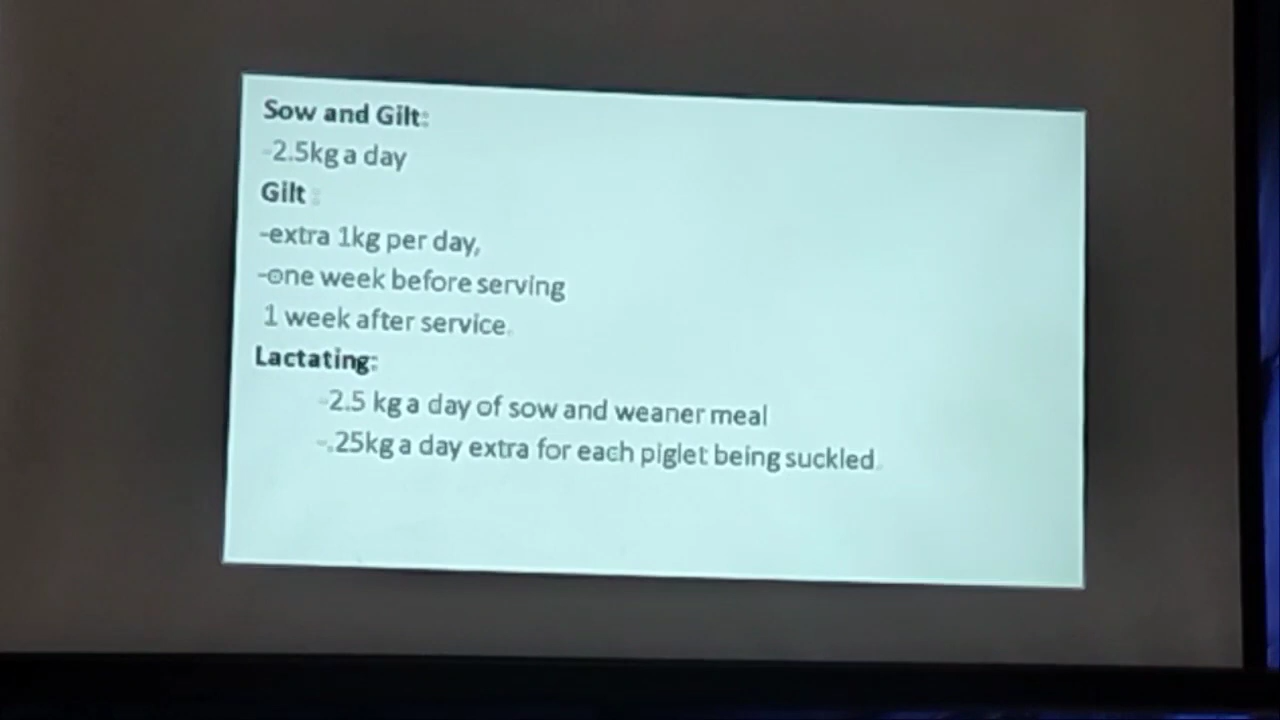 Sow and Gilt:
-2.5kg a day
Gilt :
-extra 1kg per day,
-one week before serving
1 week after service.
Lactating:
-2.5 kg a day of sow and weaner meal
-.25kg a day extra for each piglet being suckled.